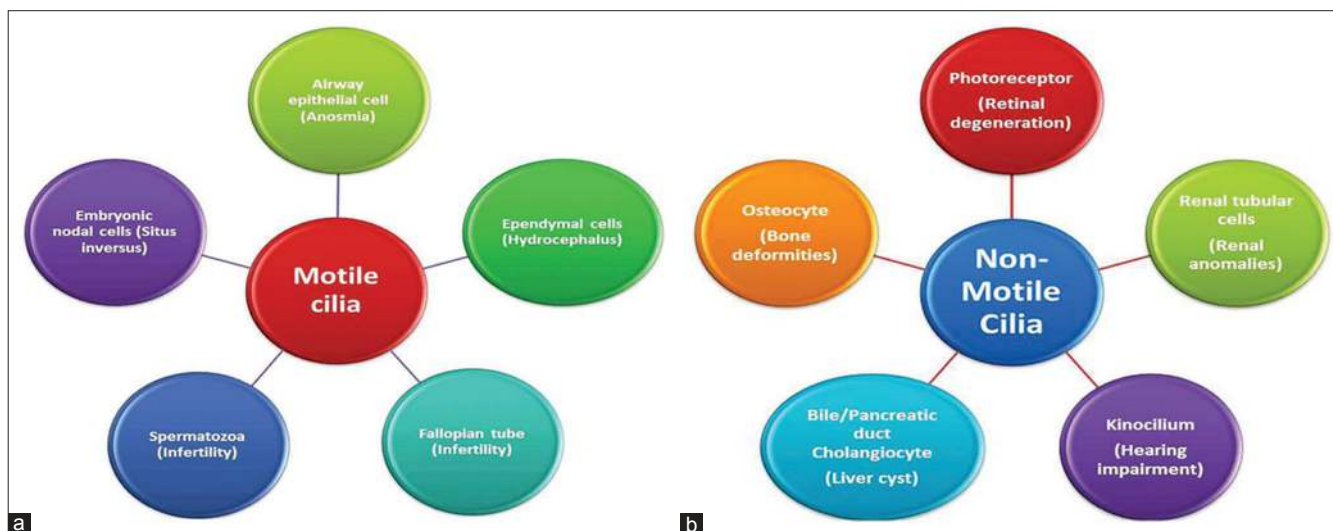 Airway
epithelial cell
(Anosmia)
Embryonic
nodal cells (Situs
inversus)
Ependymal cells
(Hydrocephalus)
Motile
cilia
Spermatozoa
(Infertility)
Fallopian tube
(Infertility)
a
Photoreceptor
(Retinal
degeneration)
Osteocyte
(Bone
deformities)
Renal tubular
cells
(Renal
anomalies)
Non-
Motile
Cilia
Bile/Pancreatic
duct
Cholangiocyte
(Liver cyst)
Kinocilium
(Hearing
impairment)
b